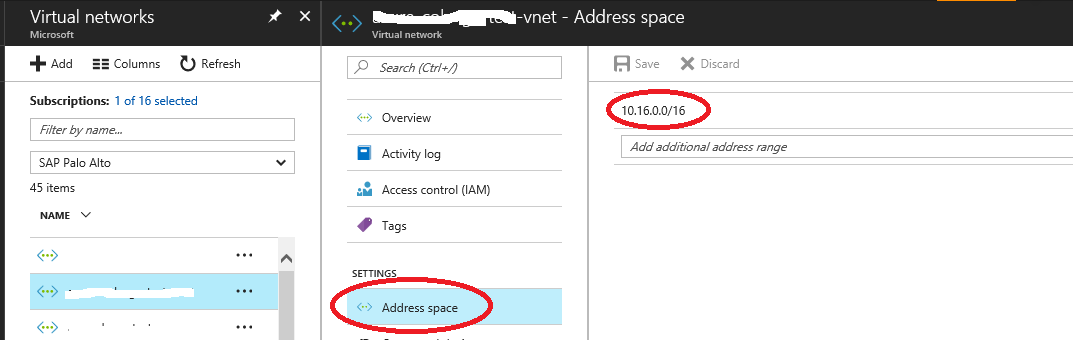 Virtual networks
Microsoft
Add
Columns
Refresh
Subscriptions: 1 of 16 selected
Filter by name...
SAP Palo Alto
45 items
NAME
-vnet - Address space
Virtual network
Search (Ctrl+/)
Overview
Activity log
Access control (IAM)
Tags
SETTINGS
Address space
Save
Discard
10.16.0.0/16
Add additional address range